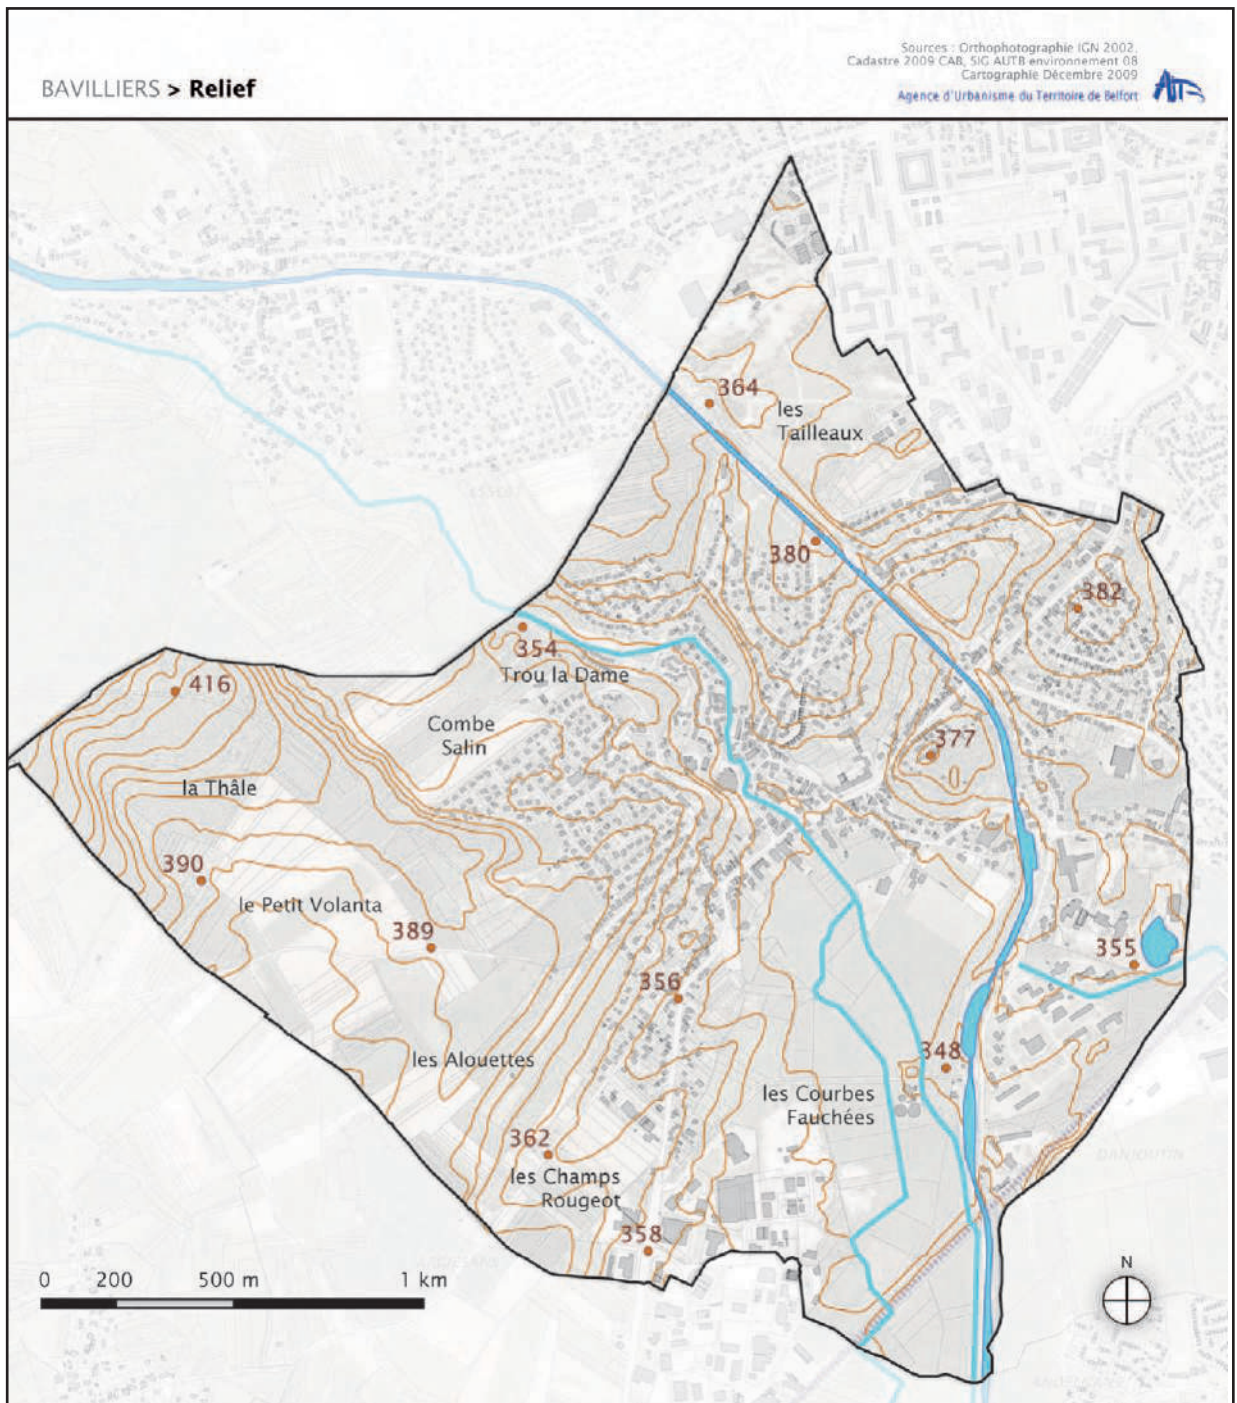 Sources : Orthophotographie IGN 2002,
Cadastre 2009 CAB, SIG AUTB environnement 08
Cartographie Décembre 2009
Agence d'Urbanisme du Territoire de Belfort
BAVILLIERS > Relief
364
les
Tailleaux
ESSERT
380
382
354
Trou la Dame
416
Combe
Salin
377
la Thâle
390
le Petit Volanta
389
355
356
348
les Alouettes
les Courbes
Fauchées
362
DANJOUTIN
les Champs
Rougeot
358
0 200 500 m 1 km
N